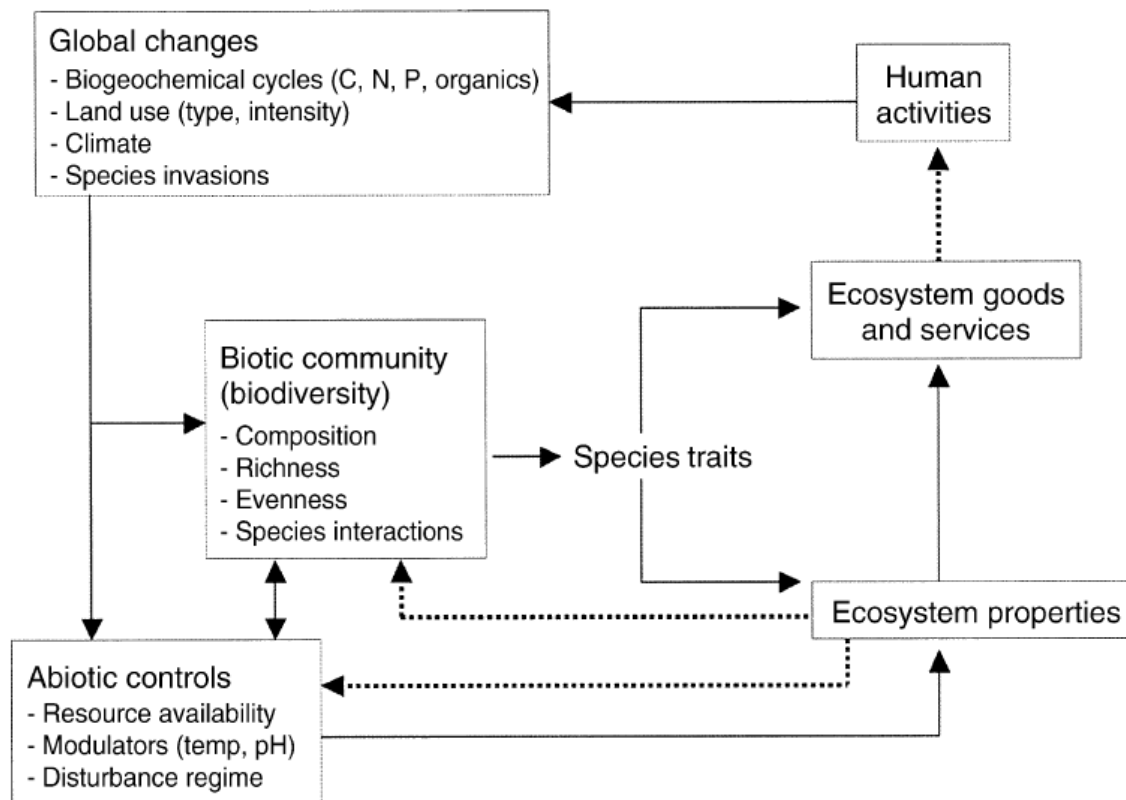 Global changes
- Biogeochemical cycles (C, N, P, organics)
- Land use (type, intensity)
- Climate
- Species invasions
Human
activities
Ecosystem goods
and services
Biotic community
(biodiversity)
- Composition
- Richness
- Evenness
- Species interactions
Species traits
Ecosystem properties
Abiotic controls
- Resource availability
- Modulators (temp, pH)
- Disturbance regime